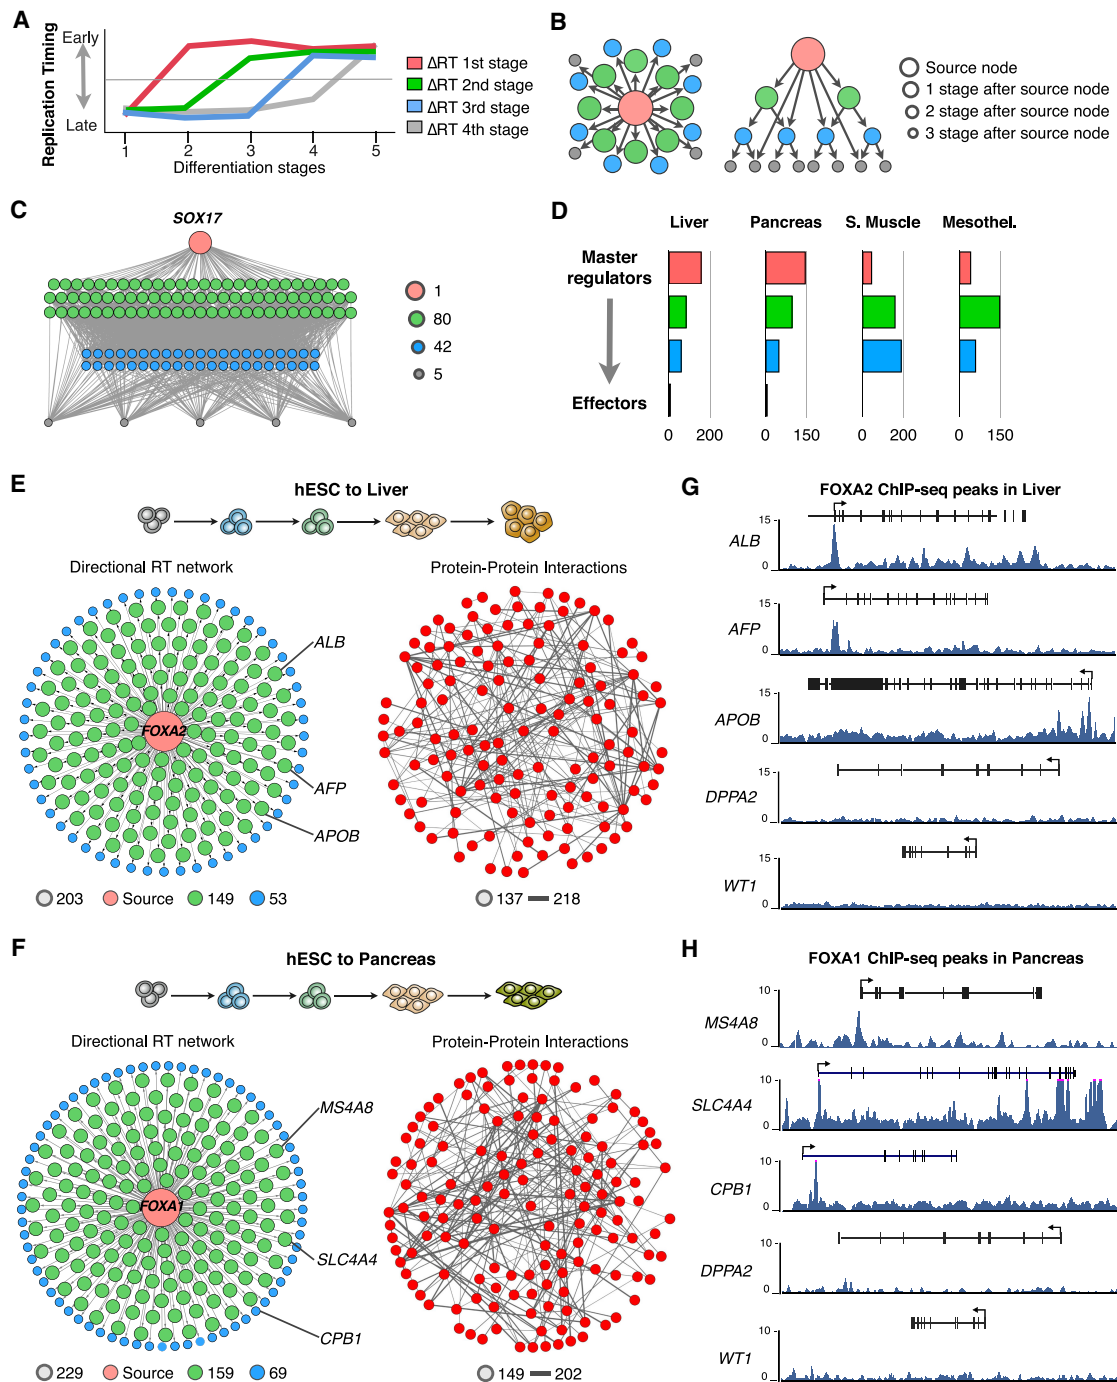 A
Replication Timing
Early
Late
1 2 3 4 5
Differentiation stages
ΔRT 1st stage
ΔRT 2nd stage
ΔRT 3rd stage
ΔRT 4th stage
B
Source node
1 stage after source node
2 stage after source node
3 stage after source node
C
SOX17
1
80
42
5
D
Liver Pancreas S. Muscle Mesothel.
Master
regulators
Effectors
0 200 0 150 0 200 0 150
E
hESC to Liver
Directional RT network
Protein-Protein Interactions
FOXA2
ALB
AFP
APOB
203 Source 149 53
137 218
F
hESC to Pancreas
Directional RT network
Protein-Protein Interactions
FOXA1
MS4A8
SLC4A4
CPB1
229 Source 159 69
149 202
G
FOXA2 ChIP-seq peaks in Liver
15
ALB
0
15
AFP
0
15
APOB
0
15
DPPA2
0
15
WT1
0
H
FOXA1 ChIP-seq peaks in Pancreas
10
MS4A8
0
10
SLC4A4
0
10
CPB1
0
10
DPPA2
0
10
WT1
0